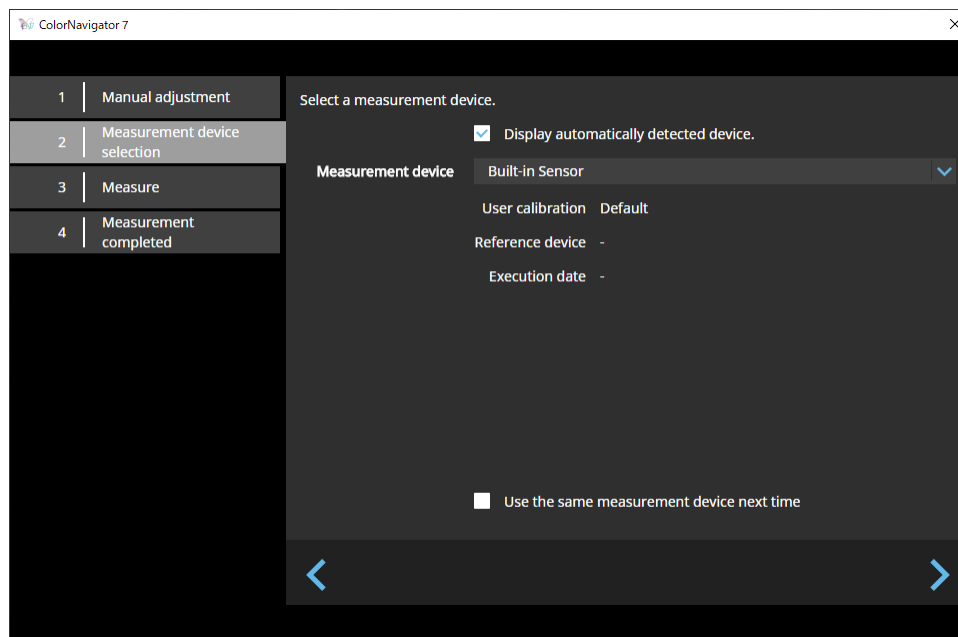 ColorNavigator 7
1 Manual adjustment
2 Measurement device
selection
3 Measure
4 Measurement
completed
Select a measurement device.
Display automatically detected device.
Measurement device Built-in Sensor
User calibration Default
Reference device -
Execution date -
Use the same measurement device next time